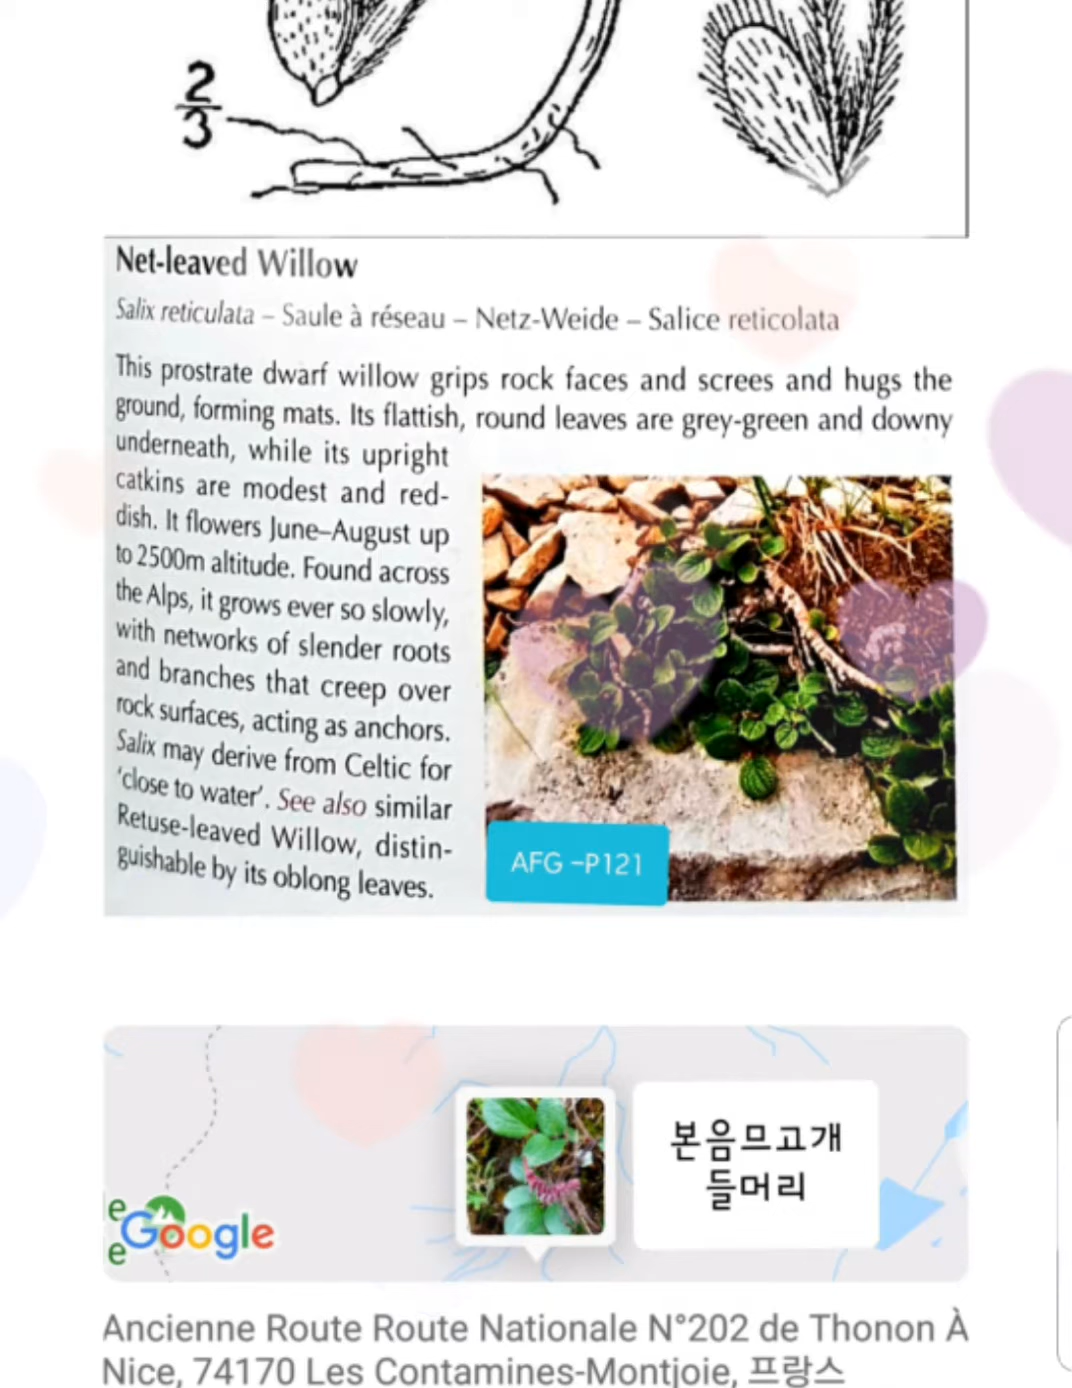 2
3
Net-leaved Willow
Salix reticulata – Saule à réseau – Netz-Weide – Salice reticolata
This prostrate dwarf willow grips rock faces and screes and hugs the
ground, forming mats. Its flattish, round leaves are grey-green and downy
underneath, while its upright
catkins are modest and red-
dish. It flowers June–August up
to 2500m altitude. Found across
the Alps, it grows ever so slowly,
with networks of slender roots
and branches that creep over
rock surfaces, acting as anchors.
Salix may derive from Celtic for
'close to water'. See also similar
Retuse-leaved Willow, distin-
guishable by its oblong leaves.
AFG -P121
본음므고개
들머리
e
Google
e
Ancienne Route Route Nationale N°202 de Thonon À
Nice, 74170 Les Contamines-Montjoie, 프랑스